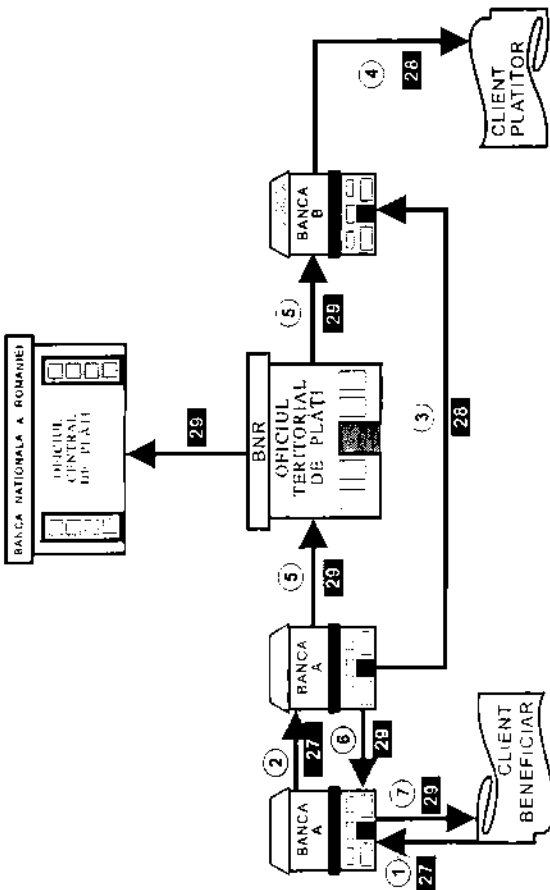 BANCA NATIONALA A ROMANIEI
OFICIUL
CENTRAL
DE PLATI
29
BNR
OFICIUL
TERITORIAL
DE PLATI
BANCA
A
2
27
6
29
BANCA
A
5
29
5
29
BANCA
B
4
28
3
28
1
27
7
29
CLIENT
BENEFICIAR
CLIENT
PLATITOR